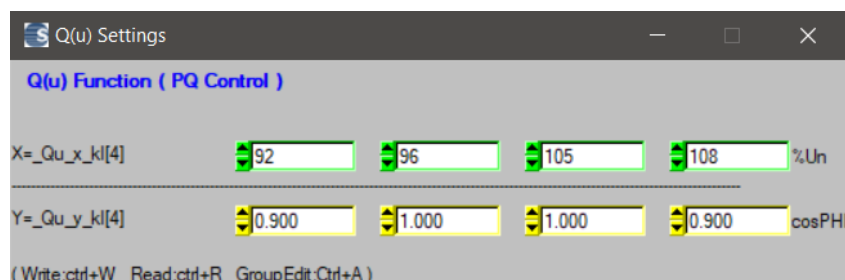 Q(u) Settings
Q(u) Function ( PQ Control )
X=_Qu_x_kl[4] 92 96 105 108 %Un
Y=_Qu_y_kl[4] 0.900 1.000 1.000 0.900 cosPHI
( Write:ctrl+W Read:ctrl+R GroupEdit:Ctrl+A )